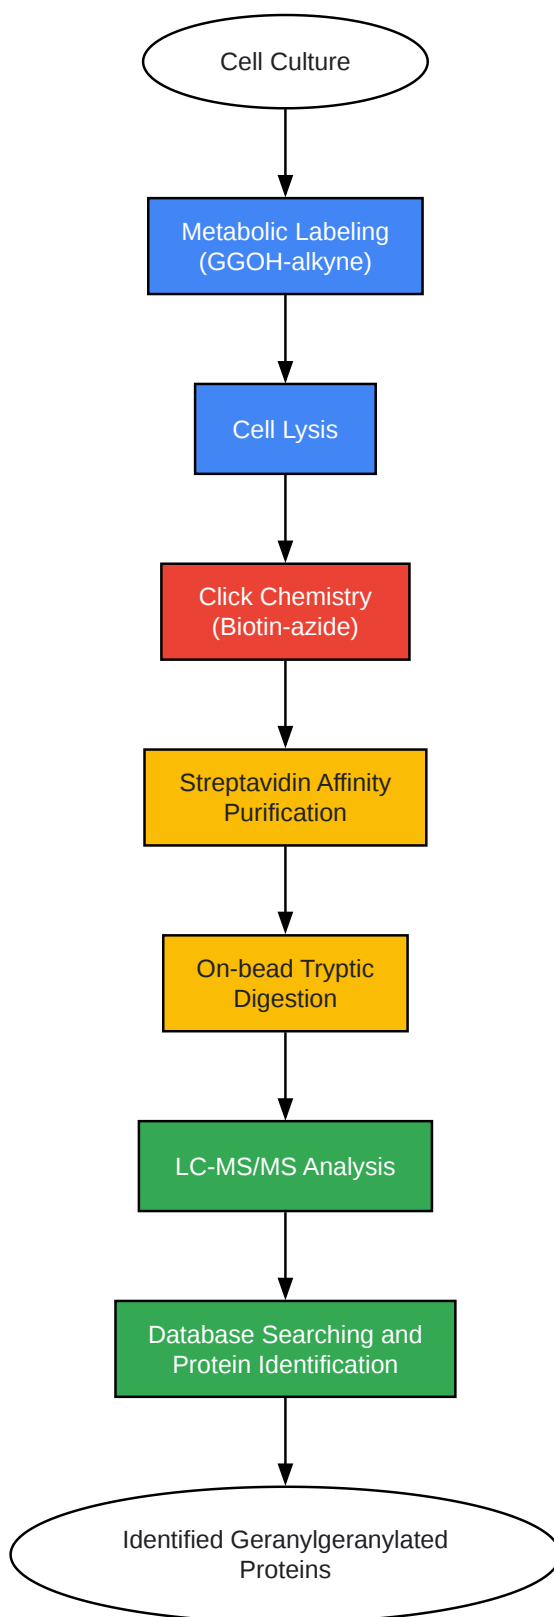 Cell Culture
Metabolic Labeling
(GGOH-alkyne)
Cell Lysis
Click Chemistry
(Biotin-azide)
Streptavidin Affinity
Purification
On-bead Tryptic
Digestion
LC-MS/MS Analysis
Database Searching and
Protein Identification
Identified Geranylgeranylated
Proteins